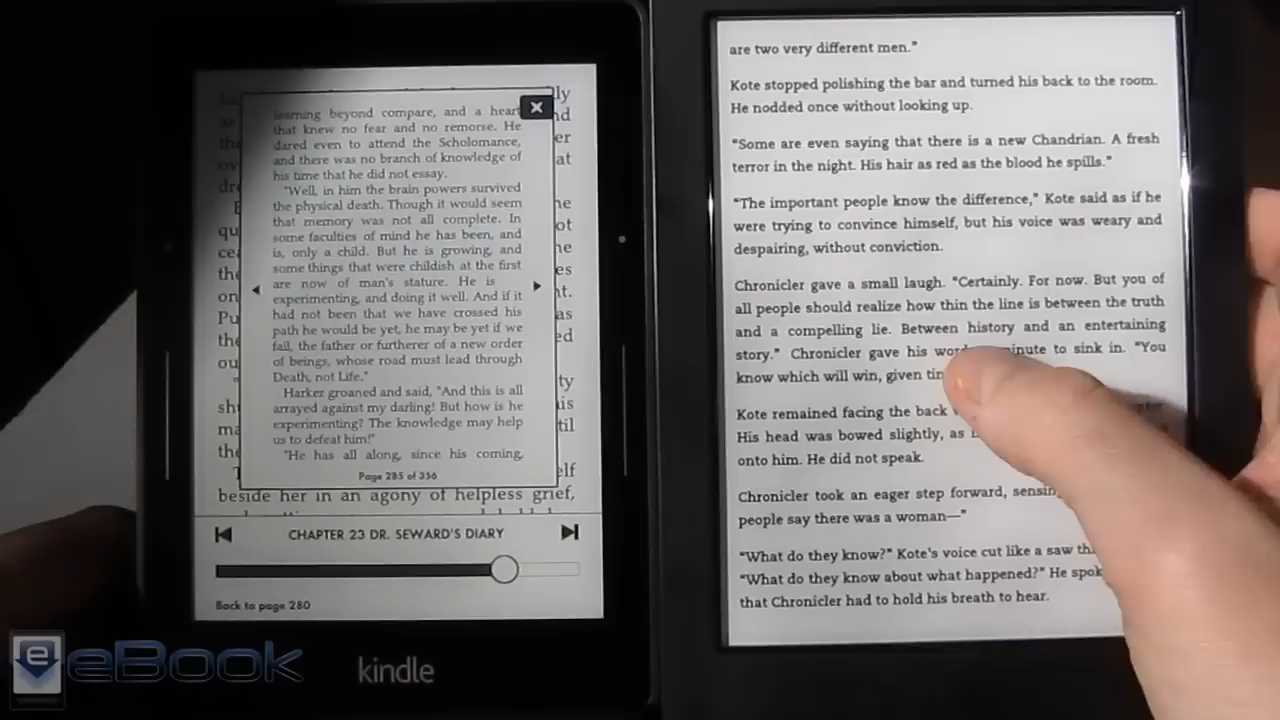 lly
nd
er
at
learning beyond compare, and a heart
that knew no fear and no remorse. He
dared even to attend the Scholomance,
and there was no branch of knowledge of
his time that he did not essay.
"Well, in him the brain powers survived
the physical death. Though it would seem
that memory was not all complete. In
some faculties of mind he has been, and
is, only a child. But he is growing, and
some things that were childish at the first
are now of man's stature. He is
experimenting, and doing it well. And if it
had not been that we have crossed his
path he would be yet, he may be yet if we
fail, the father or furtherer of a new order
of beings, whose road must lead through
Death, not Life."
Harker groaned and said, "And this is all
arrayed against my darling! But how is he
experimenting? The knowledge may help
us to defeat him!"
"He has all along, since his coming,
Page 285 of 356
beside her in an agony of helpless grief,
CHAPTER 23 DR. SEWARD'S DIARY
Back to page 280
kindle
eBook
are two very different men."
Kote stopped polishing the bar and turned his back to the room.
He nodded once without looking up.
"Some are even saying that there is a new Chandrian. A fresh
terror in the night. His hair as red as the blood he spills."
"The important people know the difference," Kote said as if he
were trying to convince himself, but his voice was weary and
despairing, without conviction.
Chronicler gave a small laugh. "Certainly. For now. But you of
all people should realize how thin the line is between the truth
and a compelling lie. Between history and an entertaining
story." Chronicler gave his minute to sink in. "You
know which will win, given
Kote remained facing the back
His head was bowed slightly, as
onto him. He did not speak.
Chronicler took an eager step forward,
people say there was a woman—"
"What do they know?" Kote's voice cut like a saw
"What do they know about what happened?" He
that Chronicler had to hold his breath to hear.